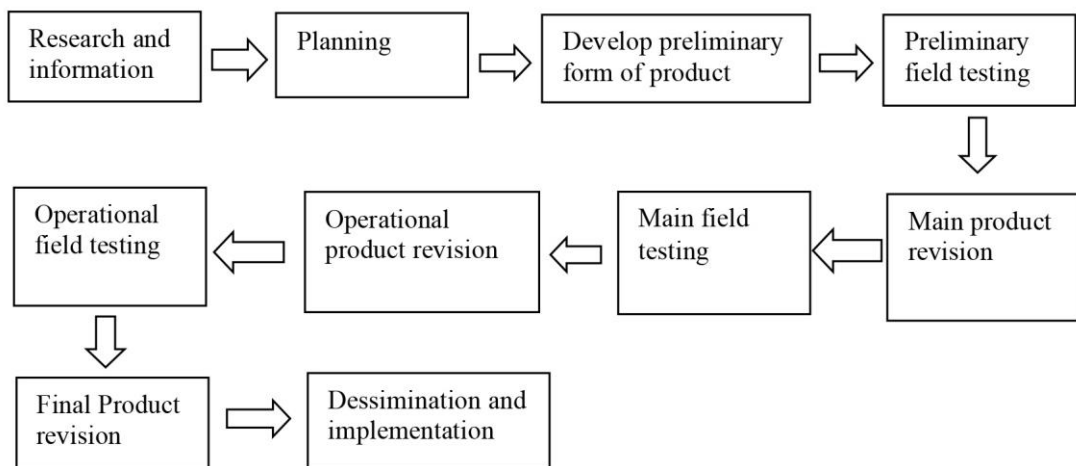 Research and
information
Planning
Develop preliminary
form of product
Preliminary
field testing
Main product
revision
Main field
testing
Operational
product revision
Operational
field testing
Final Product
revision
Dessimination and
implementation